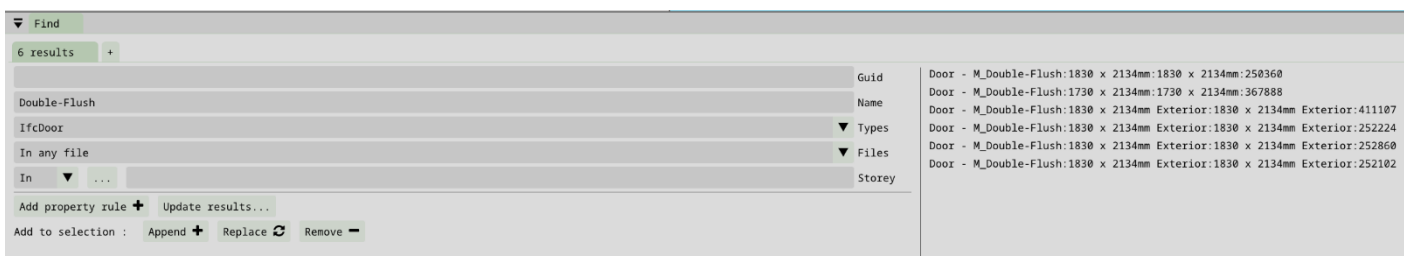 Find
6 results +
Guid
Double-Flush Name
IfcDoor Types
In any file Files
In ... Storey
Add property rule + Update results...
Add to selection : Append + Replace Remove −
Door - M_Double-Flush:1830 x 2134mm:1830 x 2134mm:250360
Door - M_Double-Flush:1730 x 2134mm:1730 x 2134mm:367888
Door - M_Double-Flush:1830 x 2134mm Exterior:1830 x 2134mm Exterior:411107
Door - M_Double-Flush:1830 x 2134mm Exterior:1830 x 2134mm Exterior:252224
Door - M_Double-Flush:1830 x 2134mm Exterior:1830 x 2134mm Exterior:252860
Door - M_Double-Flush:1830 x 2134mm Exterior:1830 x 2134mm Exterior:252102